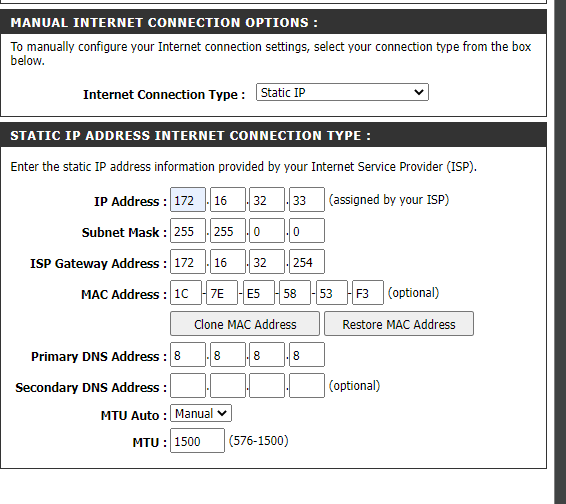 MANUAL INTERNET CONNECTION OPTIONS :
To manually configure your Internet connection settings, select your connection type from the box
below.
Internet Connection Type : Static IP
STATIC IP ADDRESS INTERNET CONNECTION TYPE :
Enter the static IP address information provided by your Internet Service Provider (ISP).
IP Address : 172 . 16 . 32 . 33 (assigned by your ISP)
Subnet Mask : 255 . 255 . 0 . 0
ISP Gateway Address : 172 . 16 . 32 . 254
MAC Address : 1C - 7E - E5 - 58 - 53 - F3 (optional)
Clone MAC Address Restore MAC Address
Primary DNS Address : 8 . 8 . 8 . 8
Secondary DNS Address : . . . (optional)
MTU Auto : Manual
MTU : 1500 (576-1500)